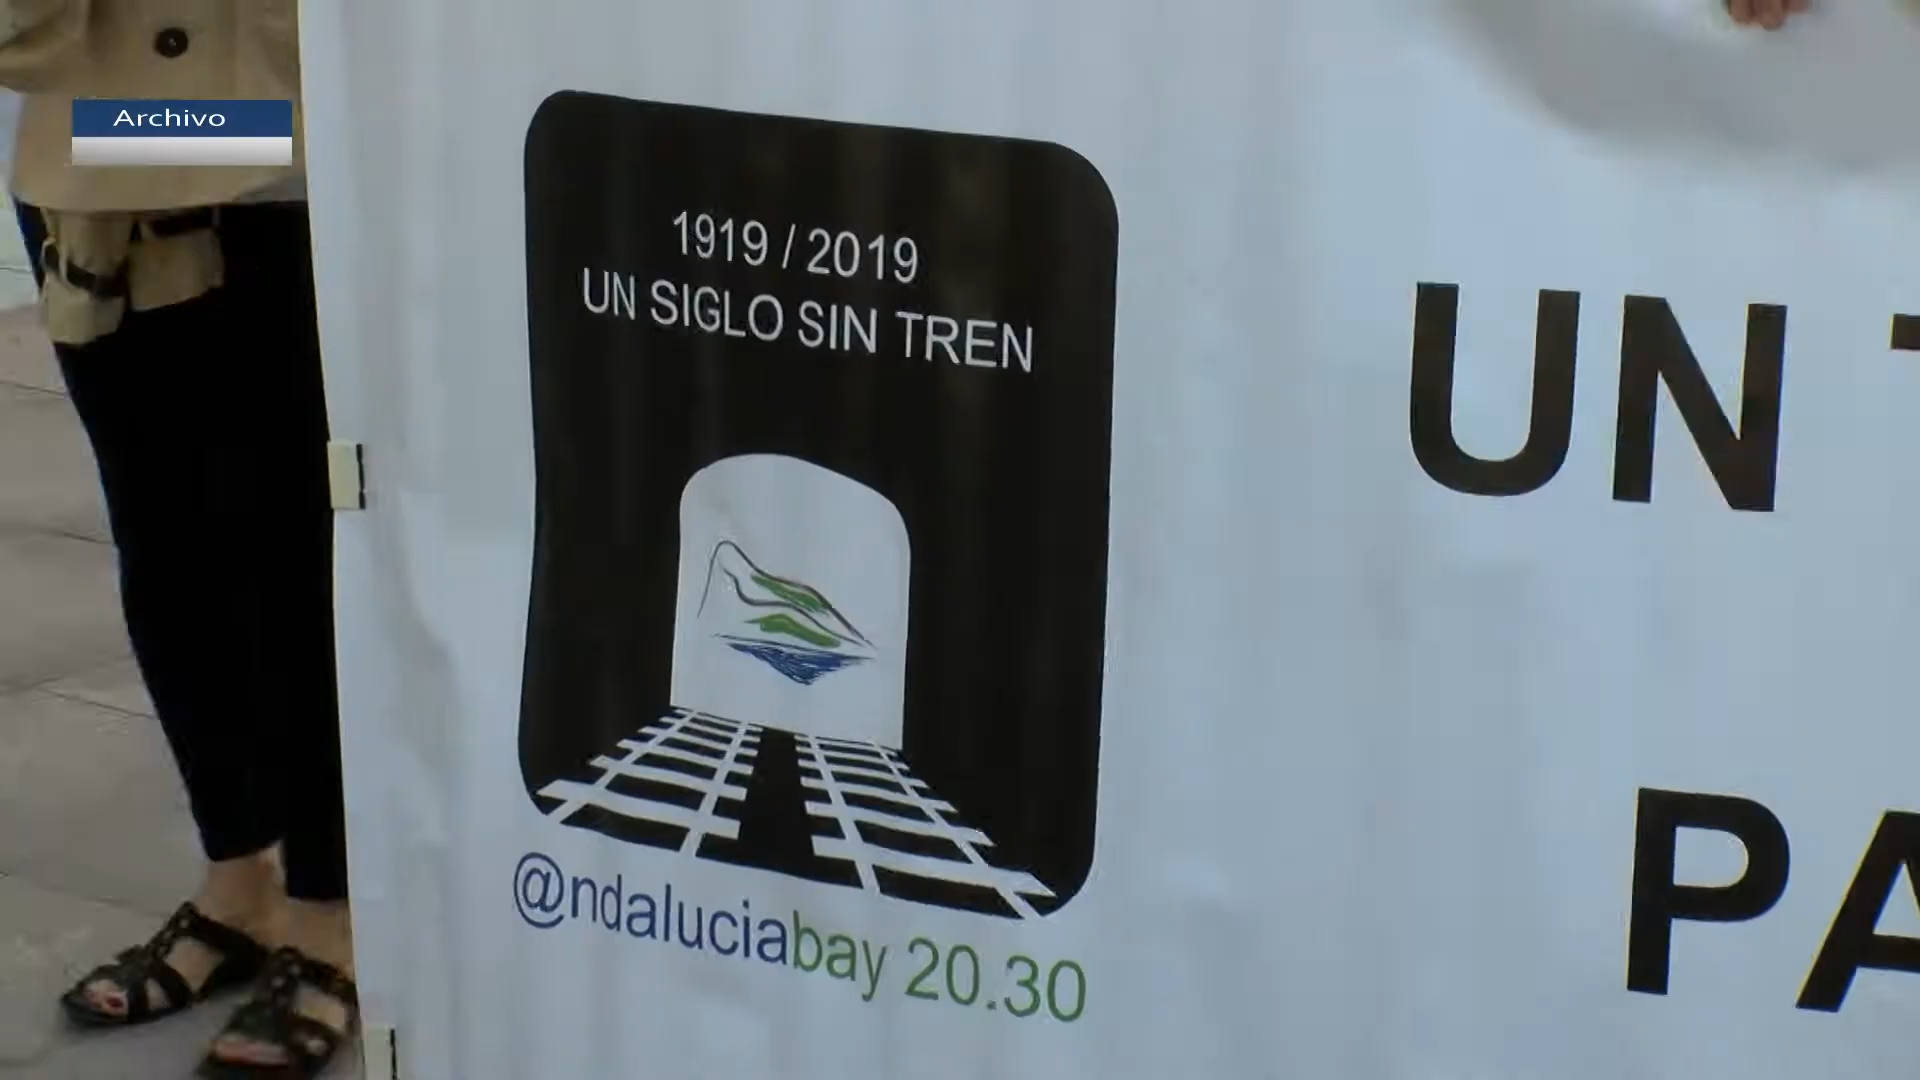 Archivo
1919 / 2019
UN SIGLO SIN TREN
@ndaluciabay 20.30
UN
PA